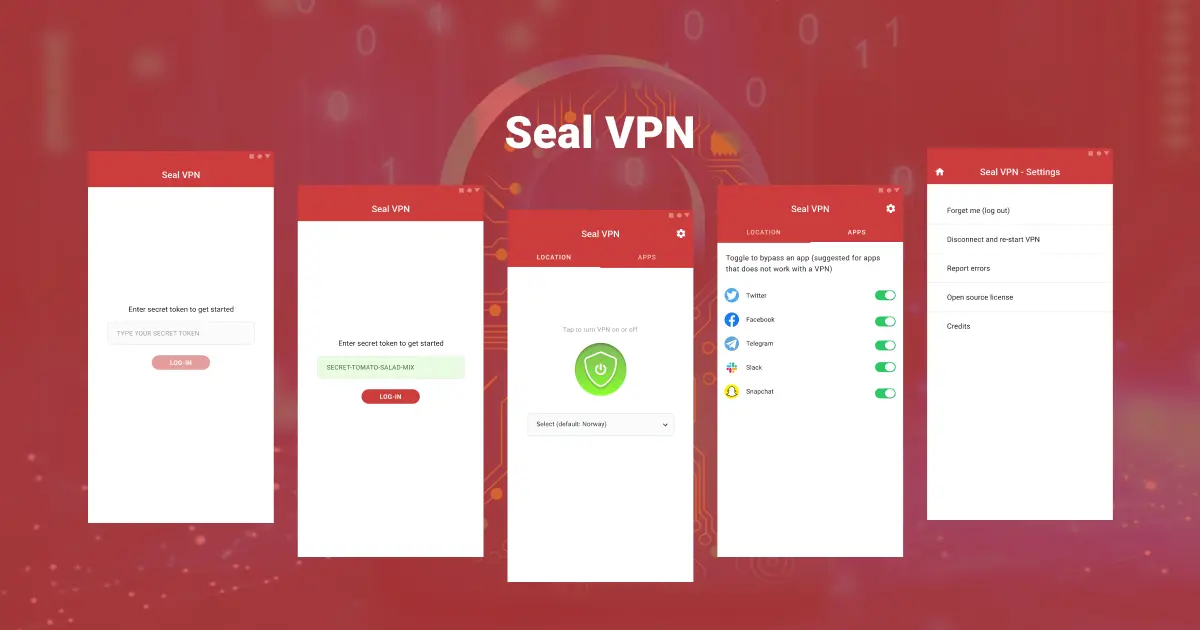 Seal VPN
Seal VPN
Enter secret token to get started
TYPE YOUR SECRET TOKEN
LOG-IN
Seal VPN
Enter secret token to get started
SECRET-TOMATO-SALAD-MIX
LOG-IN
Seal VPN
LOCATION
APPS
Tap to turn VPN on or off
Select (default: Norway)
Seal VPN
LOCATION
APPS
Toggle to bypass an app (suggested for apps
that does not work with a VPN)
Twitter
Facebook
Telegram
Slack
Snapchat
Seal VPN - Settings
Forget me (log out)
Disconnect and re-start VPN
Report errors
Open source license
Credits